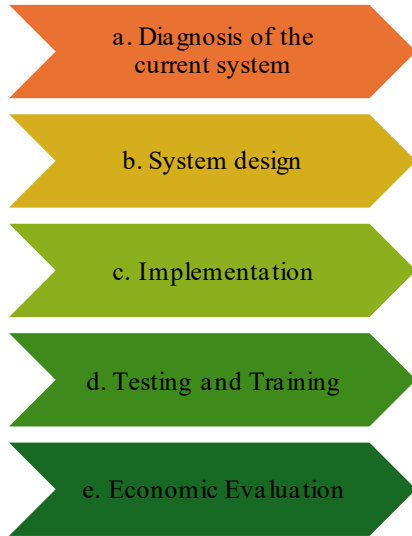 a. Diagnosis of the
current system
b. System design
c. Implementation
d. Testing and Training
e. Economic Evaluation